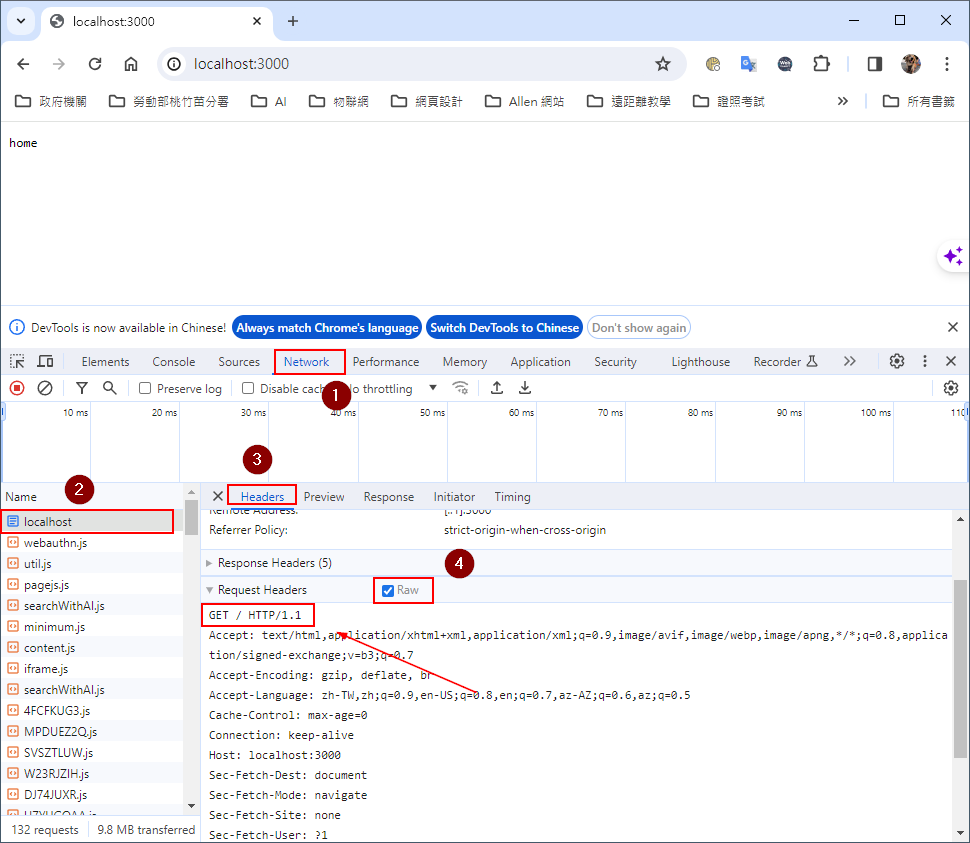 localhost:3000
localhost:3000
政府機關 勞動部桃竹苗分署 AI 物聯網 網頁設計 Allen 網站 遠距離教學 證照考試 所有書籤
home
DevTools is now available in Chinese! Always match Chrome's language Switch DevTools to Chinese Don't show again
Elements Console Sources Network Performance Memory Application Security Lighthouse Recorder
Preserve log Disable cach No throttling
1
10 ms 20 ms 30 ms 40 ms 50 ms 60 ms 70 ms 80 ms 90 ms 100 ms 110
3
2
Name Headers Preview Response Initiator Timing
Remote Address: [::1]:3000
localhost
Referrer Policy: strict-origin-when-cross-origin
webauthn.js
util.js
Response Headers (5)
4
pagejs.js
Request Headers Raw
searchWithAI.js
GET / HTTP/1.1
minimum.js
Accept: text/html,application/xhtml+xml,application/xml;q=0.9,image/avif,image/webp,image/apng,*/*;q=0.8,applica
content.js
tion/signed-exchange;v=b3;q=0.7
iframe.js
Accept-Encoding: gzip, deflate, br
searchWithAI.js
Accept-Language: zh-TW,zh;q=0.9,en-US;q=0.8,en;q=0.7,az-AZ;q=0.6,az;q=0.5
4FCFKUG3.js
Cache-Control: max-age=0
MPDUEZ2Q.js
Connection: keep-alive
SVSZTLUW.js
Host: localhost:3000
W23RJZIH.js
Sec-Fetch-Dest: document
DJ74JUXR.js
Sec-Fetch-Mode: navigate
Sec-Fetch-Site: none
132 requests 9.8 MB transferred
Sec-Fetch-User: ?1